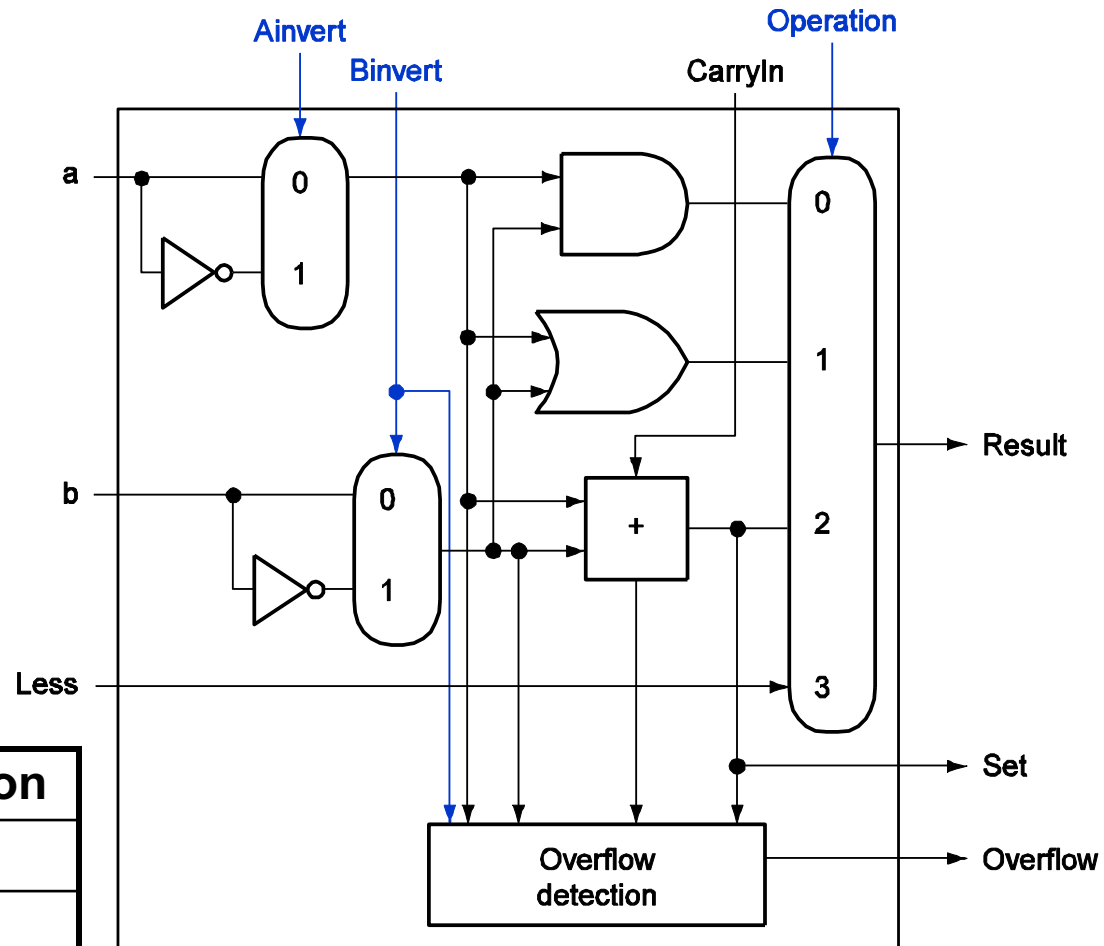 Operation
Ainvert
Binvert
CarryIn
a
0
1
0
1
b
0
1
+
2
Less
3
on
Set
Result
Overflow
detection
Overflow